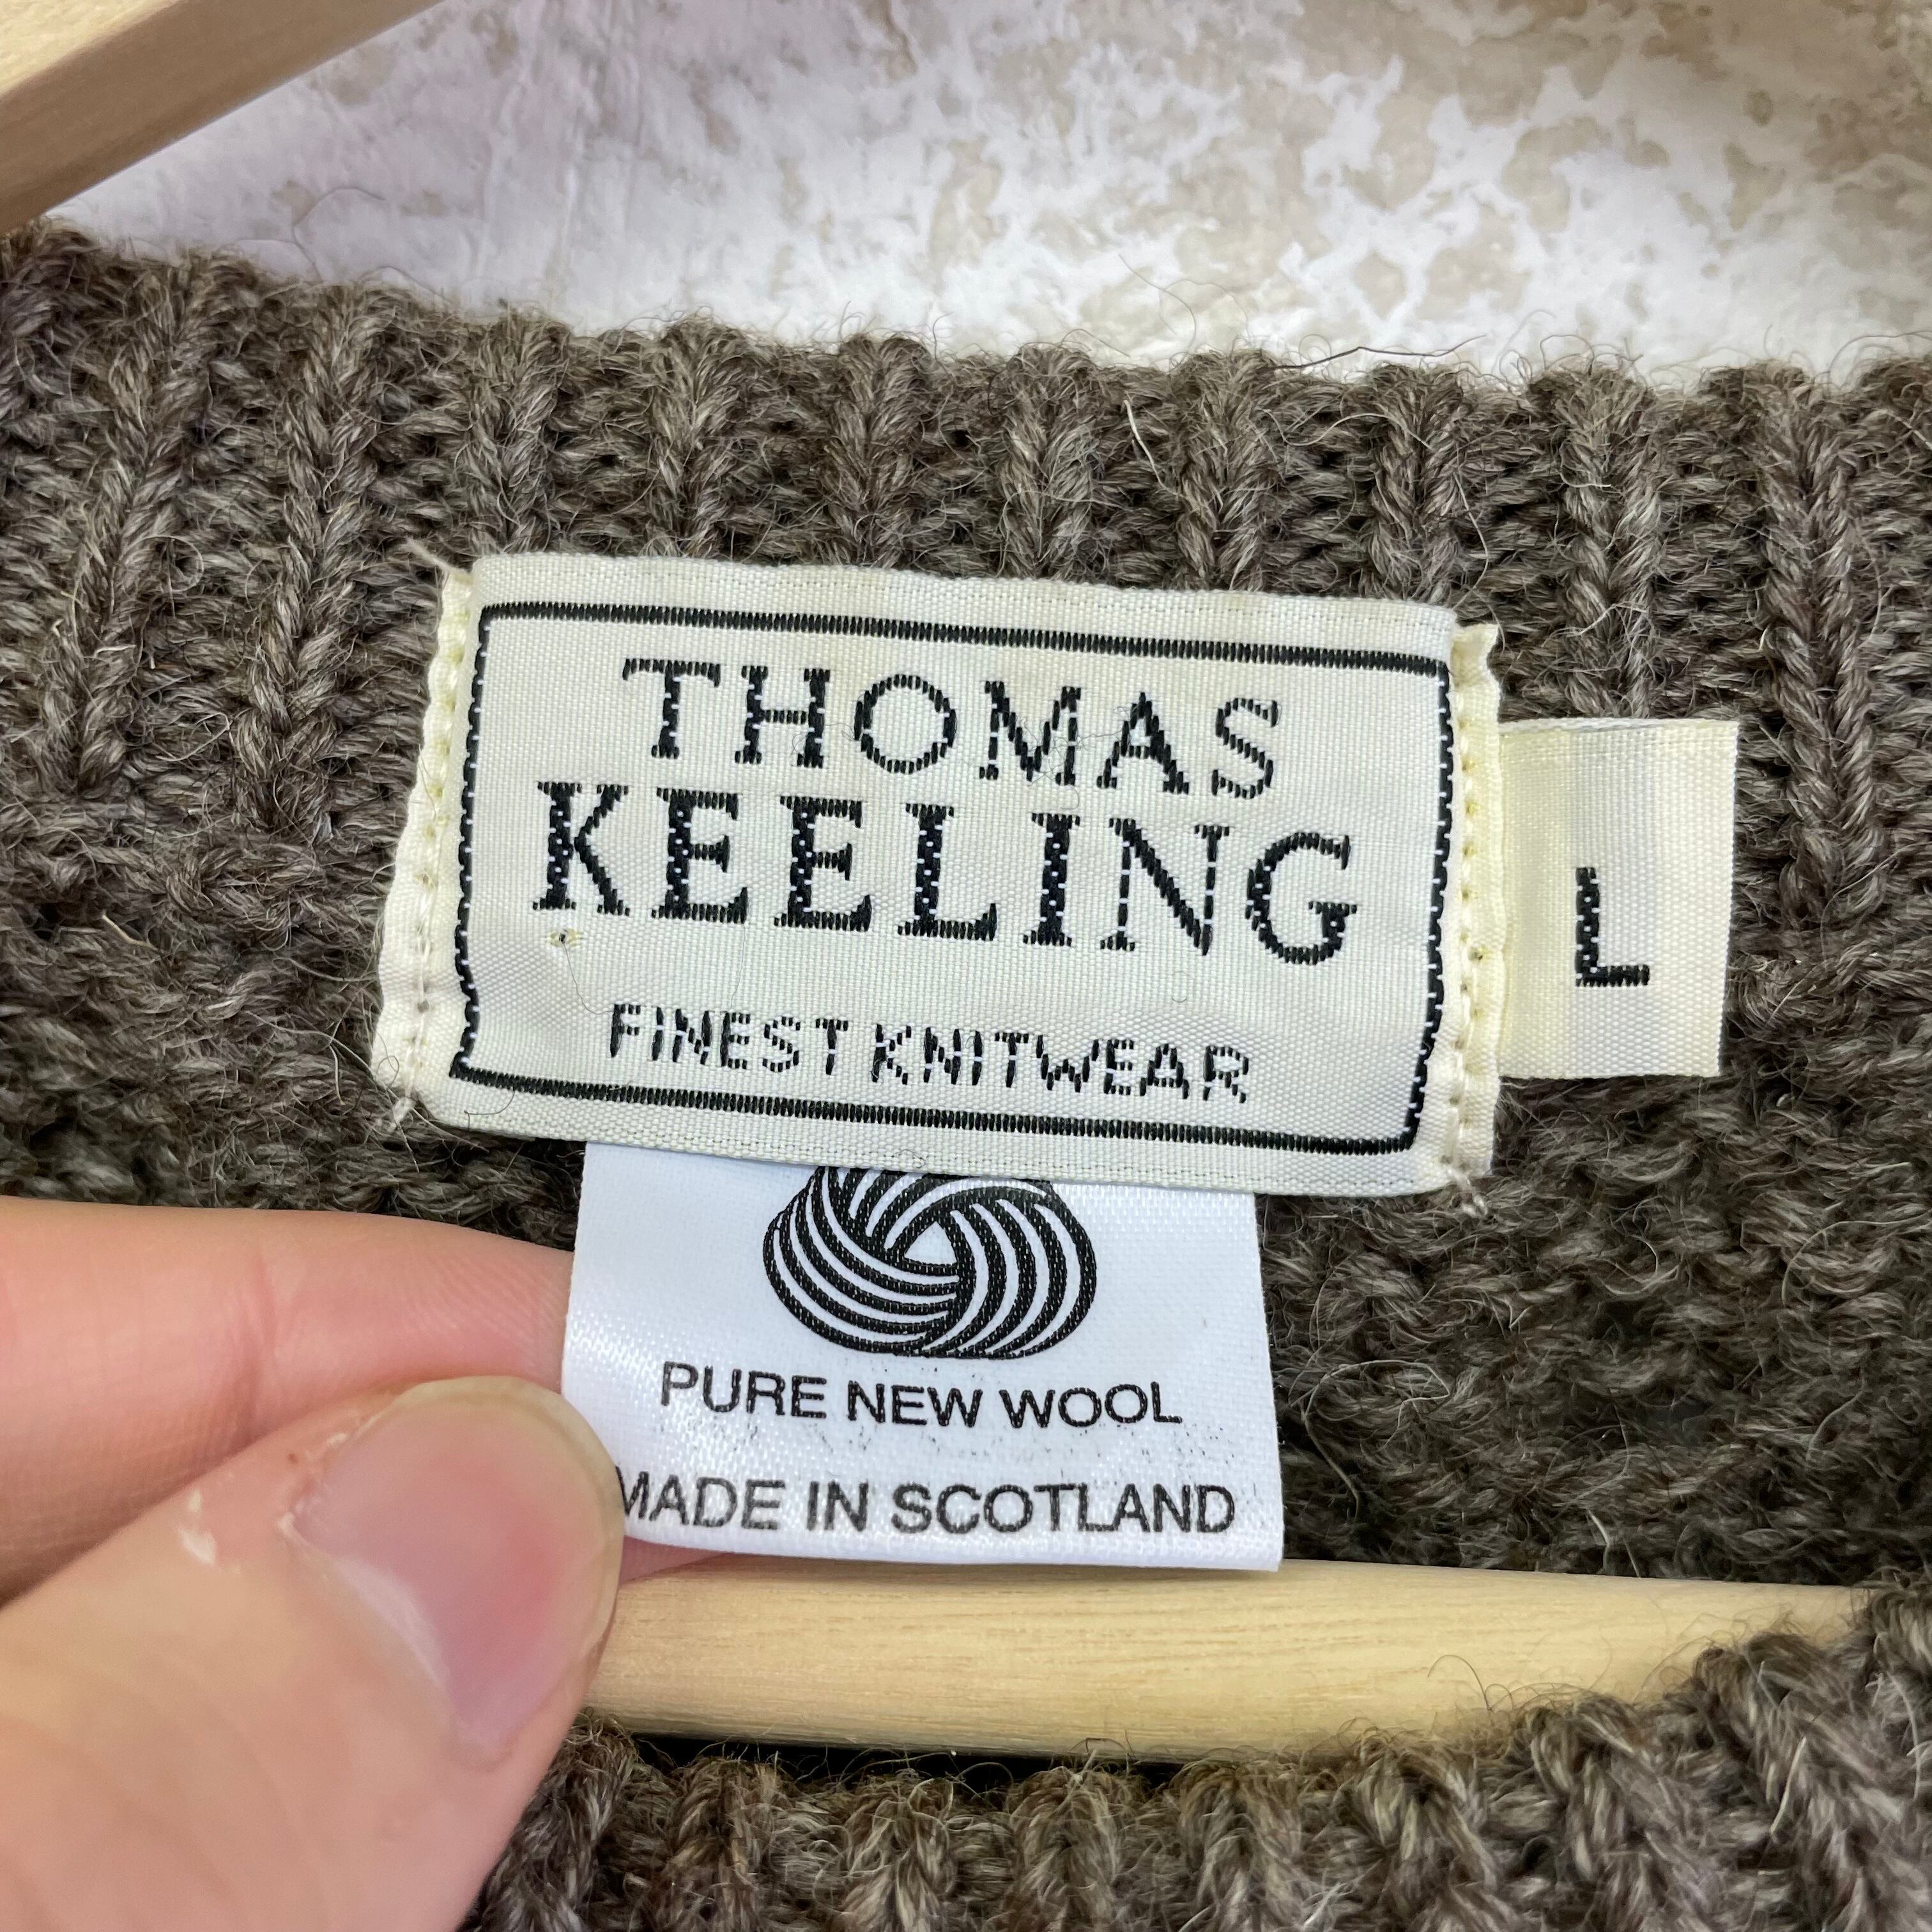 THOMAS
KEELING
FINEST KNITWEAR
L
PURE NEW WOOL
MADE IN SCOTLAND